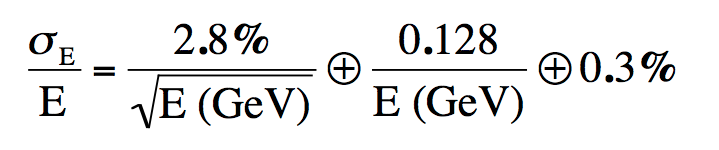 σ_E/E = 2.8%/√E (GeV) ⊕ 0.128/E (GeV) ⊕ 0.3%